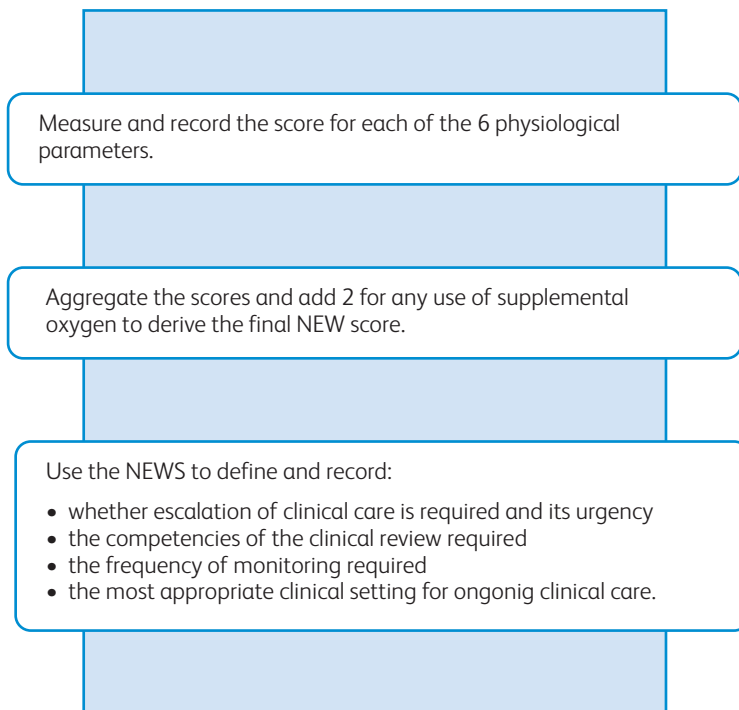 Measure and record the score for each of the 6 physiological
parameters.
Aggregate the scores and add 2 for any use of supplemental
oxygen to derive the final NEW score.
Use the NEWS to define and record:
• whether escalation of clinical care is required and its urgency
• the competencies of the clinical review required
• the frequency of monitoring required
• the most appropriate clinical setting for ongonig clinical care.